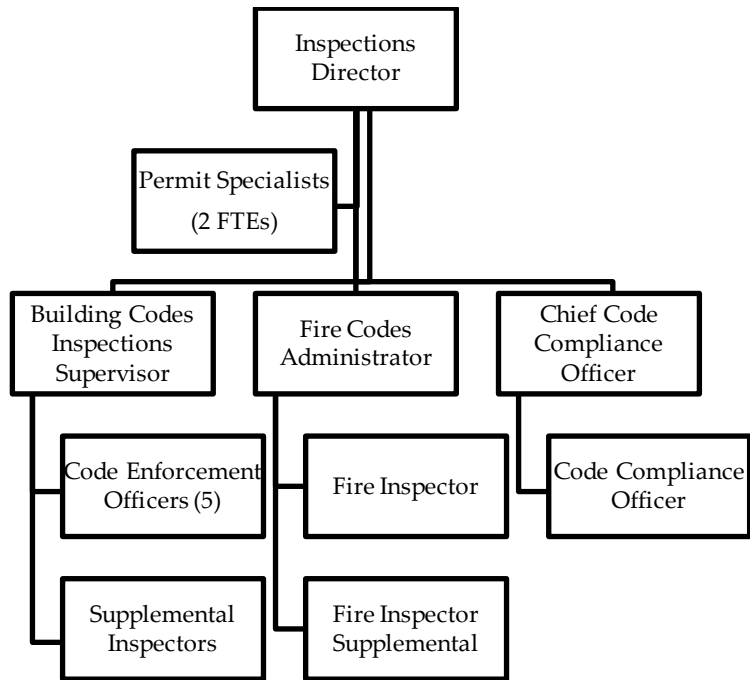 Inspections
Director
Permit Specialists
(2 FTEs)
Building Codes
Inspections
Supervisor
Fire Codes
Administrator
Chief Code
Compliance
Officer
Code Enforcement
Officers (5)
Fire Inspector
Code Compliance
Officer
Supplemental
Inspectors
Fire Inspector
Supplemental